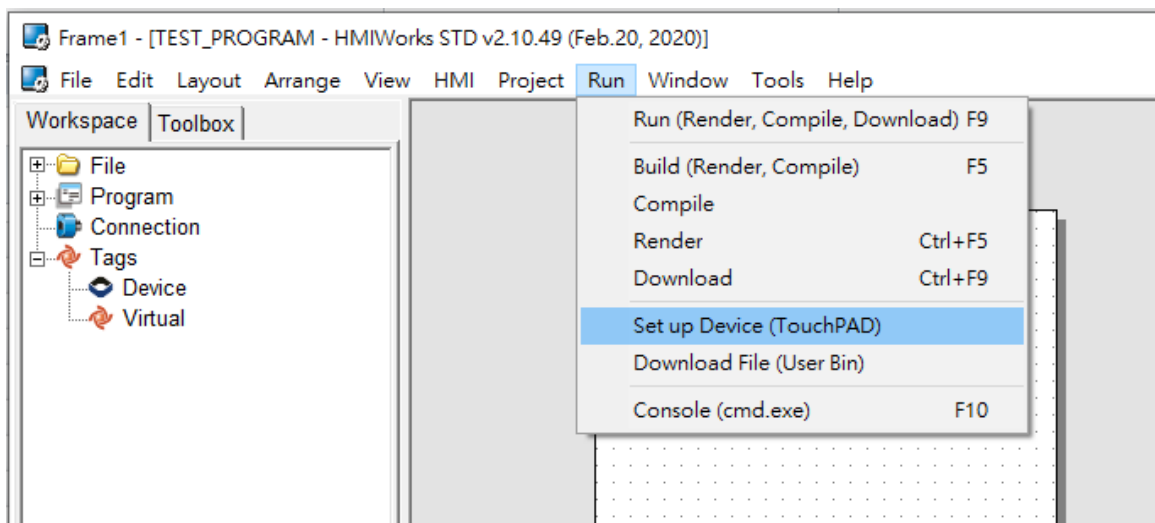 Frame1 - [TEST_PROGRAM - HMIWorks STD v2.10.49 (Feb.20, 2020)]
File Edit Layout Arrange View HMI Project Run Window Tools Help
Workspace Toolbox
File
Program
Connection
Tags
Device
Virtual
Run (Render, Compile, Download) F9
Build (Render, Compile) F5
Compile
Render Ctrl+F5
Download Ctrl+F9
Set up Device (TouchPAD)
Download File (User Bin)
Console (cmd.exe) F10